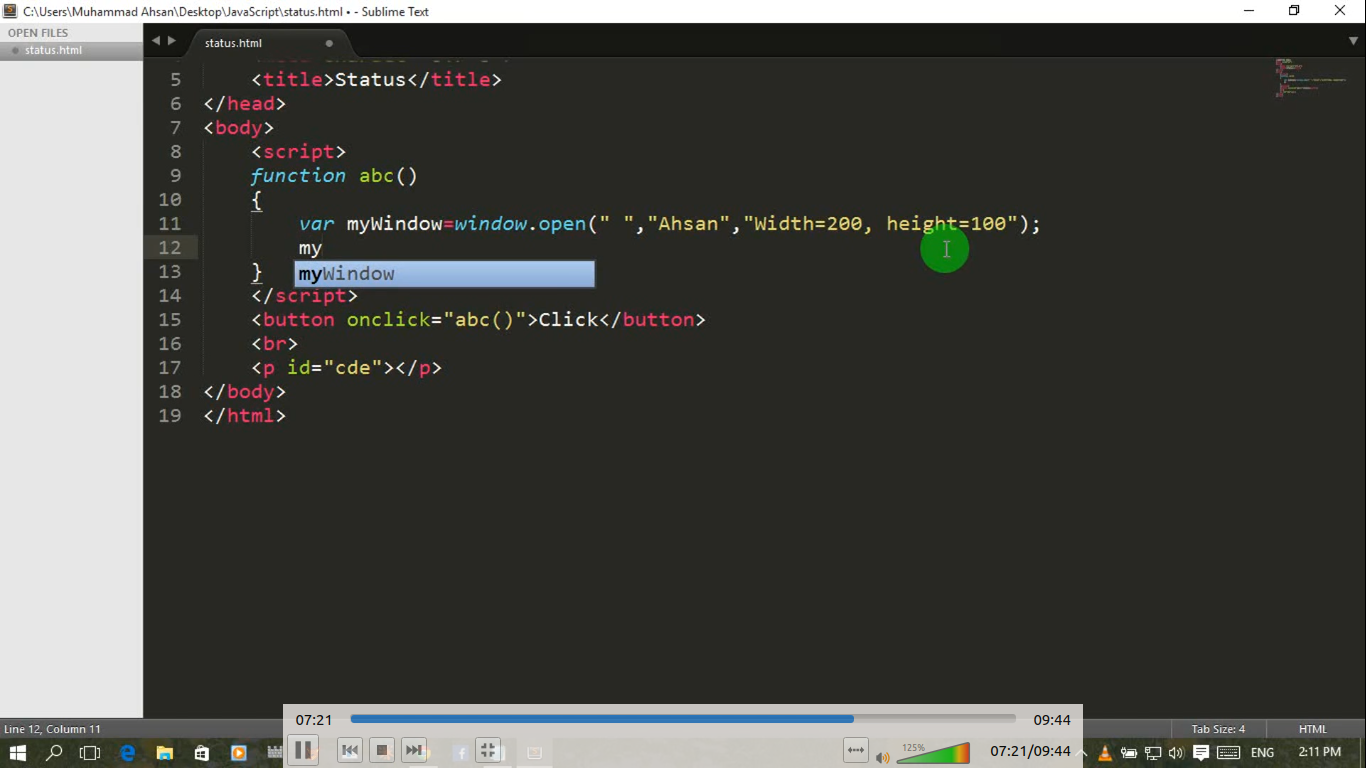 C:\Users\Muhammad Ahsan\Desktop\JavaScript\status.html • - Sublime Text
OPEN FILES
status.html
status.html
5 <title>Status</title>
6 </head>
7 <body>
8 <script>
9 function abc()
10 {
11 var myWindow=window.open(" ","Ahsan","Width=200, height=100");
12 my
myWindow
13 }
14 </script>
15 <button onclick="abc()">Click</button>
16 <br>
17 <p id="cde"></p>
18 </body>
19 </html>
07:21 09:44
Line 12, Column 11
Tab Size: 4 HTML
125%
07:21/09:44
ENG
2:11 PM